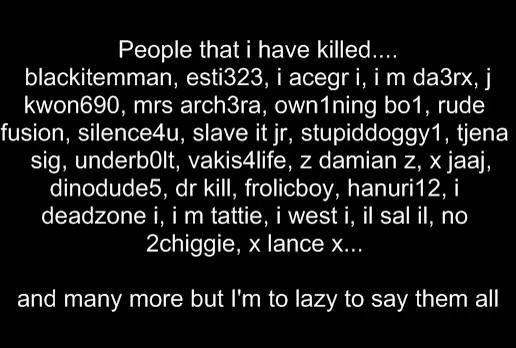 People that i have killed....
blackitemman, esti323, i acegr i, i m da3rx, j
kwon690, mrs arch3ra, own1ning bo1, rude
fusion, silence4u, slave it jr, stupiddoggy1, tjena
sig, underb0lt, vakis4life, z damian z, x jaaj,
dinodude5, dr kill, frolicboy, hanuri12, i
deadzone i, i m tattie, i west i, il sal il, no
2chiggie, x lance x...
and many more but I'm to lazy to say them all